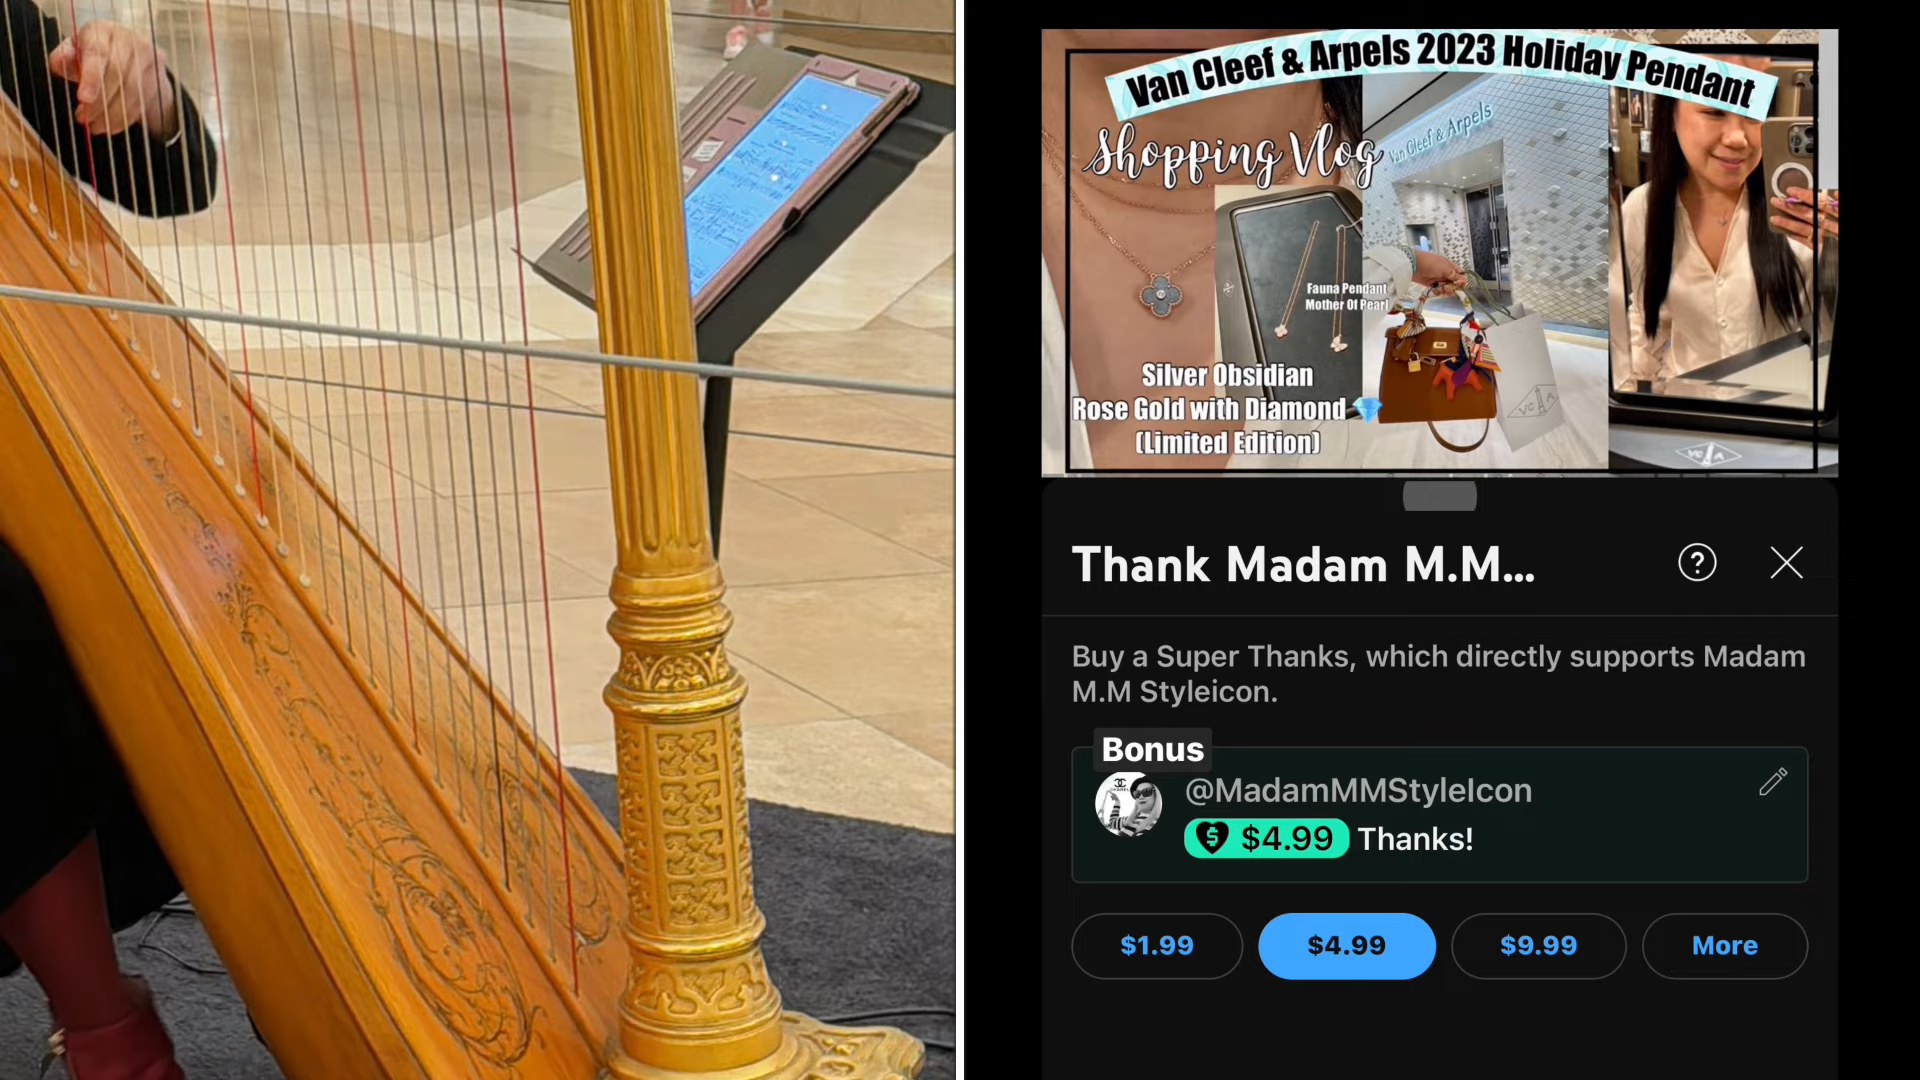 Van Cleef & Arpels 2023 Holiday Pendant
Shopping Vlog
Van Cleef & Arpels
Fauna Pendant
Mother Of Pearl
Silver Obsidian
Rose Gold with Diamond
(Limited Edition)
VC A
VC A
Thank Madam M.M...
?
Buy a Super Thanks, which directly supports Madam
M.M Styleicon.
Bonus
@MadamMMStyleIcon
$4.99 Thanks!
$1.99
$4.99
$9.99
More